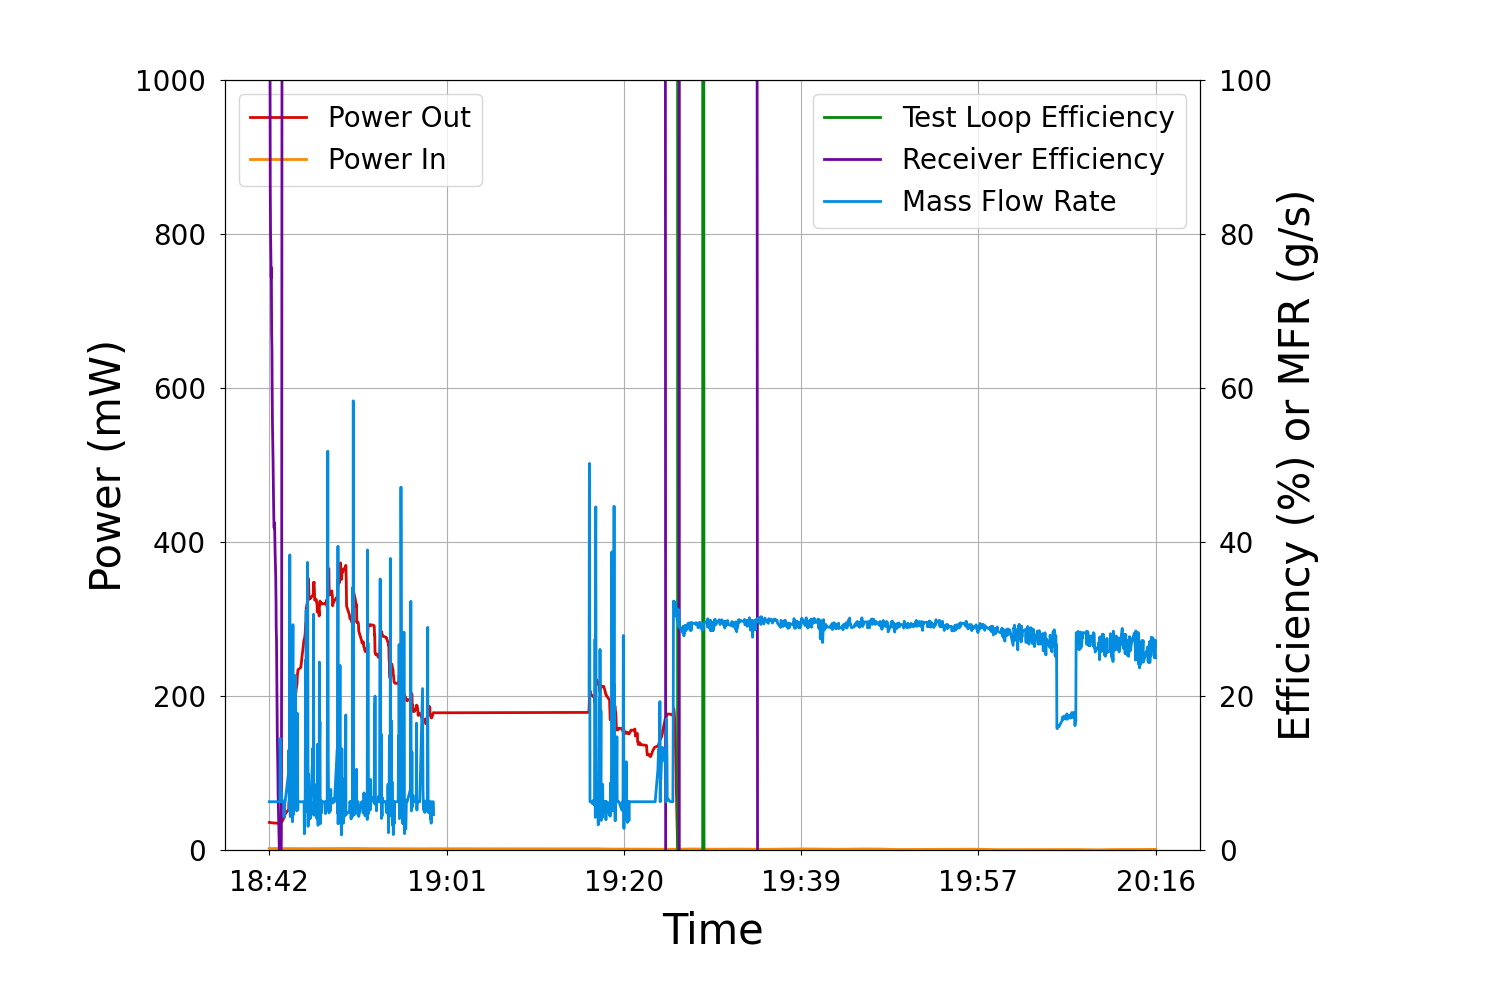 1000
800
600
400
200
0
Power (mW)
Power Out
Power In
Test Loop Efficiency
Receiver Efficiency
Mass Flow Rate
100
80
60
40
20
0
Efficiency (%) or MFR (g/s)
18:42
19:01
19:20
19:39
19:57
20:16
Time